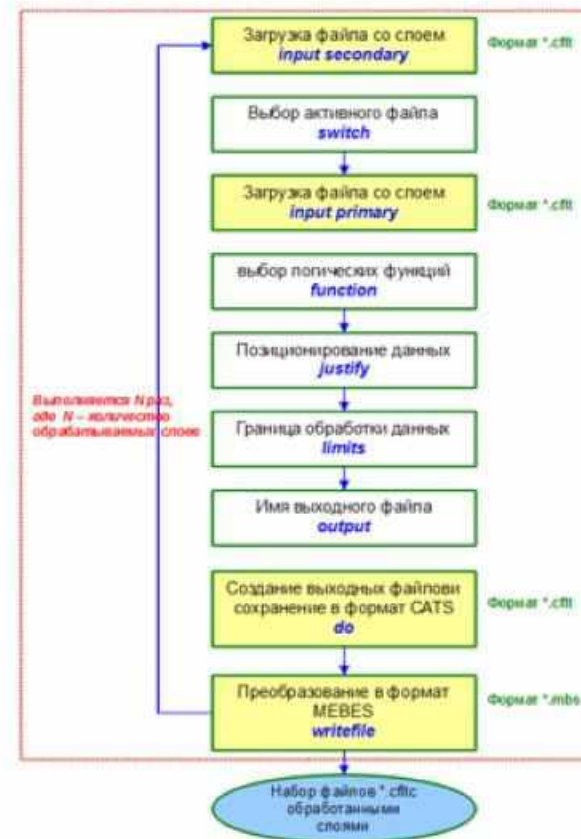 Загрузка файла со слоем
input secondary
Формат *.cflt
Выбор активного файла
switch
Загрузка файла со слоем
input primary
Формат *.cflt
выбор логических функций
function
Позиционирование данных
justify
Выполняется N раз,
где N – количество
обрабатываемых слоев
Граница обработки данных
limits
Имя выходного файла
output
Создание выходных файлови
сохранение в формат CATS
do
Формат *.cflt
Преобразование в формат
MEBES
writefile
Формат *.mbs
Набор файлов *.cfltс
обработанными
слоями